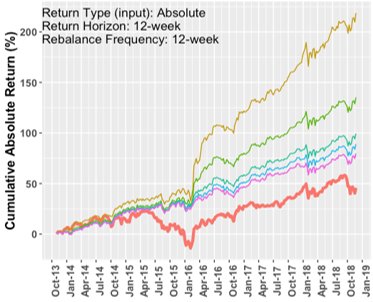 Return Type (input): Absolute
Return Horizon: 12-week
Rebalance Frequency: 12-week
Cumulative Absolute Return (%)
200
150
100
50
0
Oct-13
Jan-14
Apr-14
Jul-14
Oct-14
Jan-15
Apr-15
Jul-15
Oct-15
Jan-16
Apr-16
Jul-16
Oct-16
Jan-17
Apr-17
Jul-17
Oct-17
Jan-18
Apr-18
Jul-18
Oct-18
Jan-19